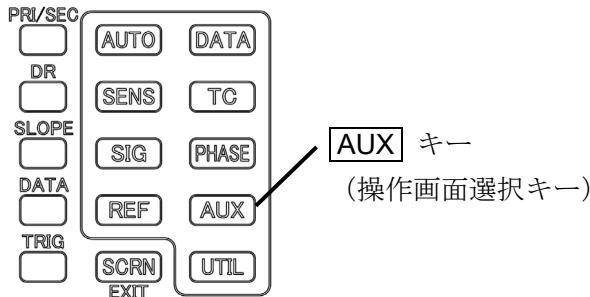 PRI/SEC
AUTO DATA
DR
SENS TC
SLOPE
SIG PHASE
AUX キー
(操作画面選択キー)
DATA
REF AUX
TRIG
SCRN UTIL
EXIT